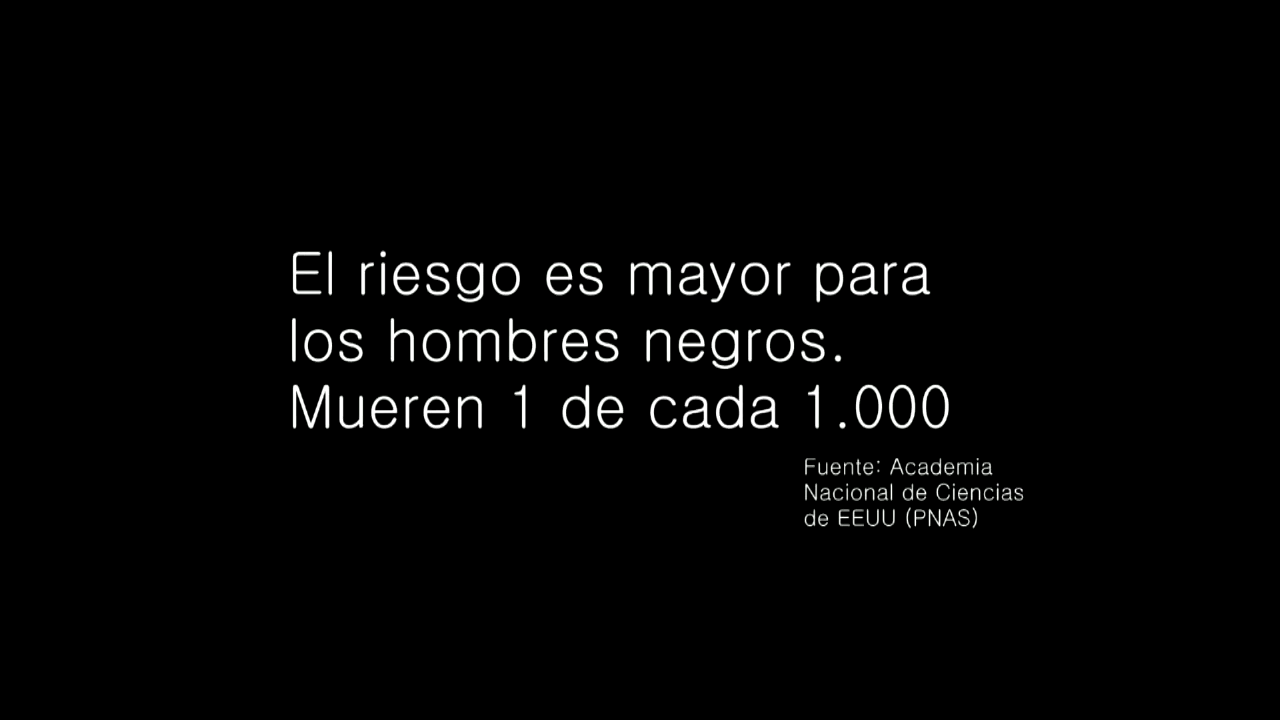 El riesgo es mayor para
los hombres negros.
Mueren 1 de cada 1.000
Fuente: Academia
Nacional de Ciencias
de EEUU (PNAS)